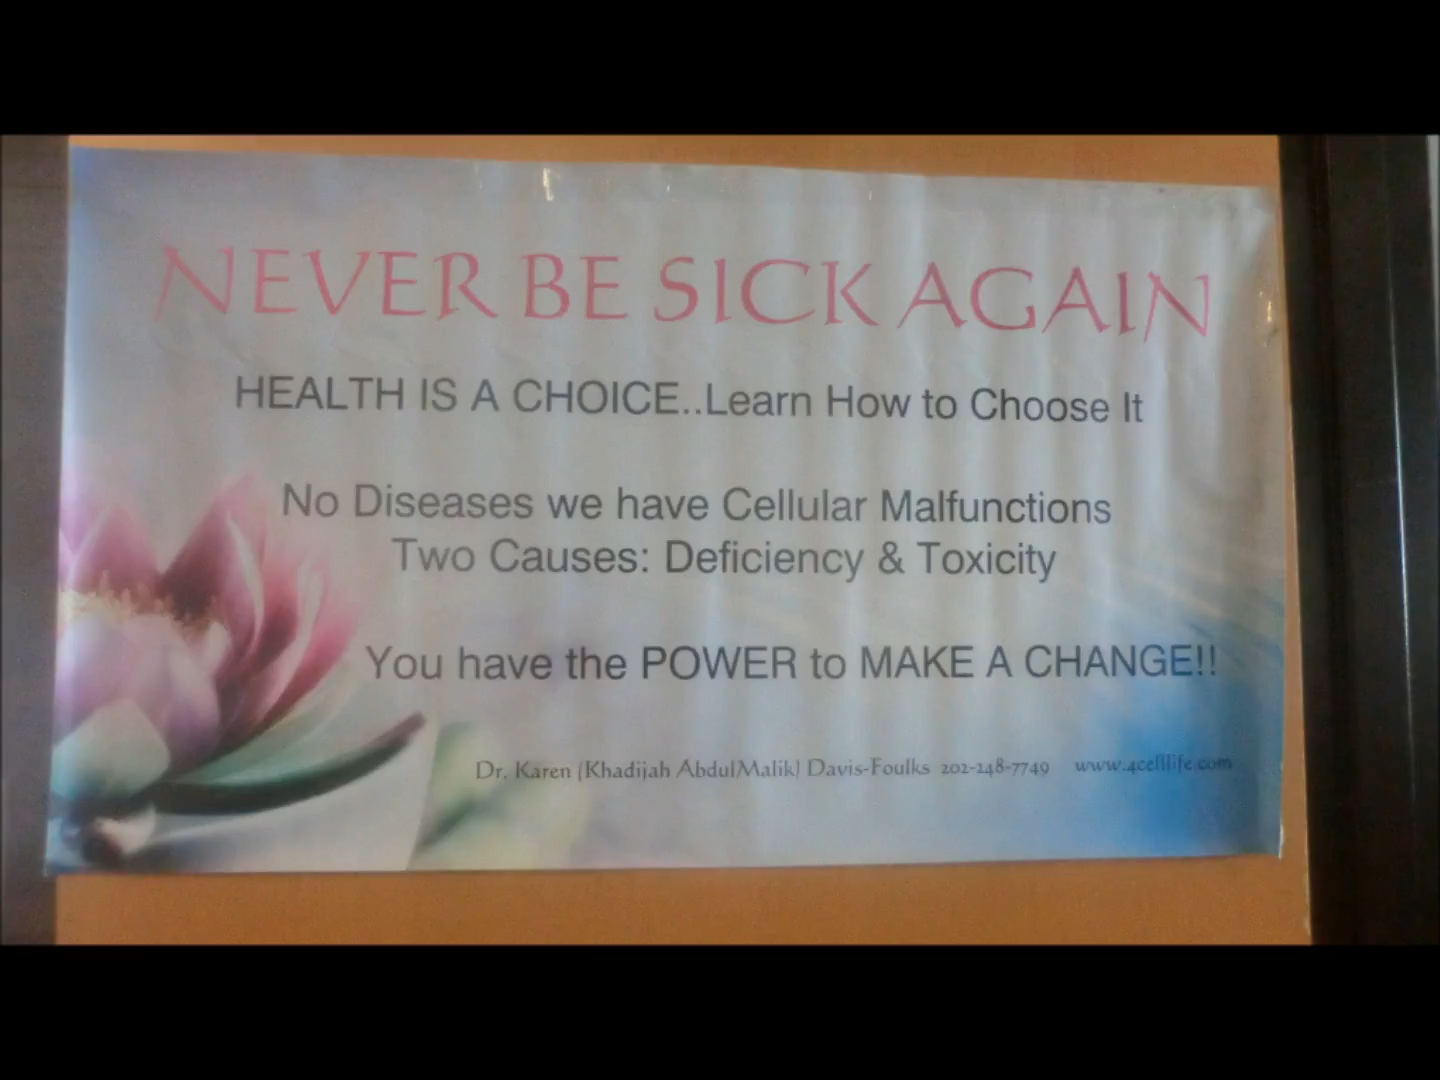 NEVER BE SICK AGAIN
HEALTH IS A CHOICE..Learn How to Choose It
No Diseases we have Cellular Malfunctions
Two Causes: Deficiency & Toxicity
You have the POWER to MAKE A CHANGE!!
Dr. Karen (Khadijah AbdulMalik) Davis-Foulks 202-248-7749 www.4celllife.com